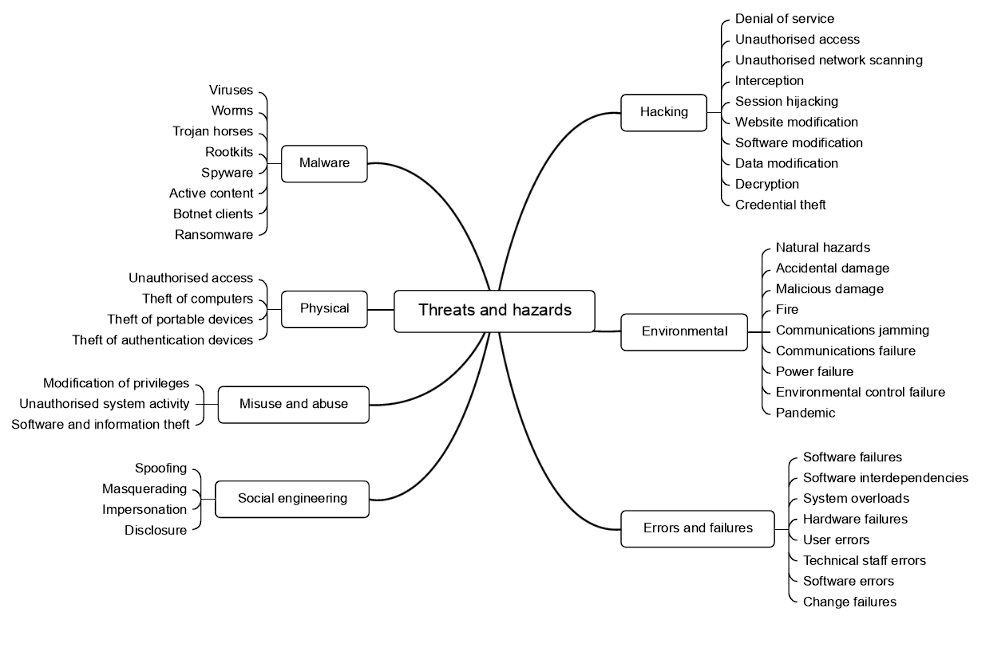 Threats and hazards
Malware
Viruses
Worms
Trojan horses
Rootkits
Spyware
Active content
Botnet clients
Ransomware
Physical
Unauthorised access
Theft of computers
Theft of portable devices
Theft of authentication devices
Misuse and abuse
Modification of privileges
Unauthorised system activity
Software and information theft
Social engineering
Spoofing
Masquerading
Impersonation
Disclosure
Hacking
Denial of service
Unauthorised access
Unauthorised network scanning
Interception
Session hijacking
Website modification
Software modification
Data modification
Decryption
Credential theft
Environmental
Natural hazards
Accidental damage
Malicious damage
Fire
Communications jamming
Communications failure
Power failure
Environmental control failure
Pandemic
Errors and failures
Software failures
Software interdependencies
System overloads
Hardware failures
User errors
Technical staff errors
Software errors
Change failures